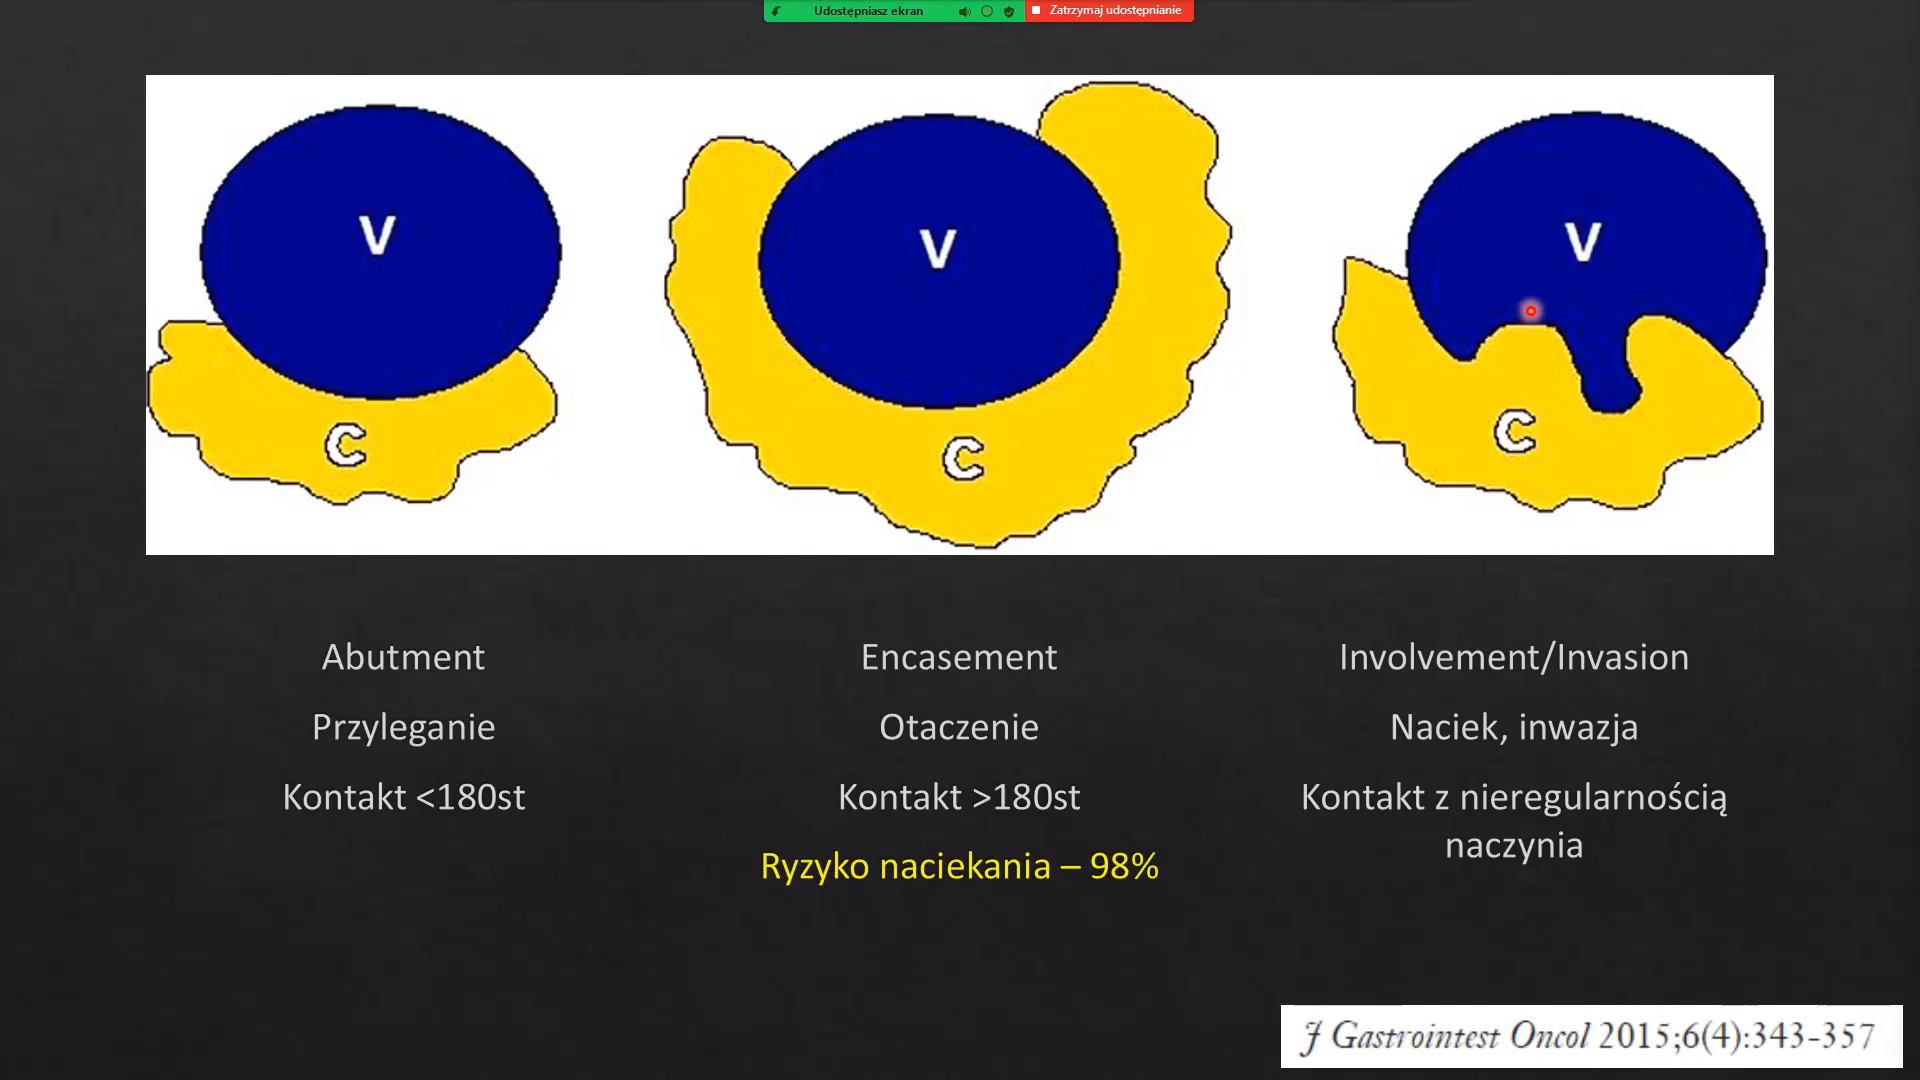 Udostępniasz ekran
Zatrzymaj udostępnianie
V
V
V
C
C
C
Abutment
Przyleganie
Kontakt <180st
Encasement
Otaczenie
Kontakt >180st
Ryzyko naciekania – 98%
Involvement/Invasion
Naciek, inwazja
Kontakt z nieregularnością
naczynia
J Gastrointest Oncol 2015;6(4):343-357